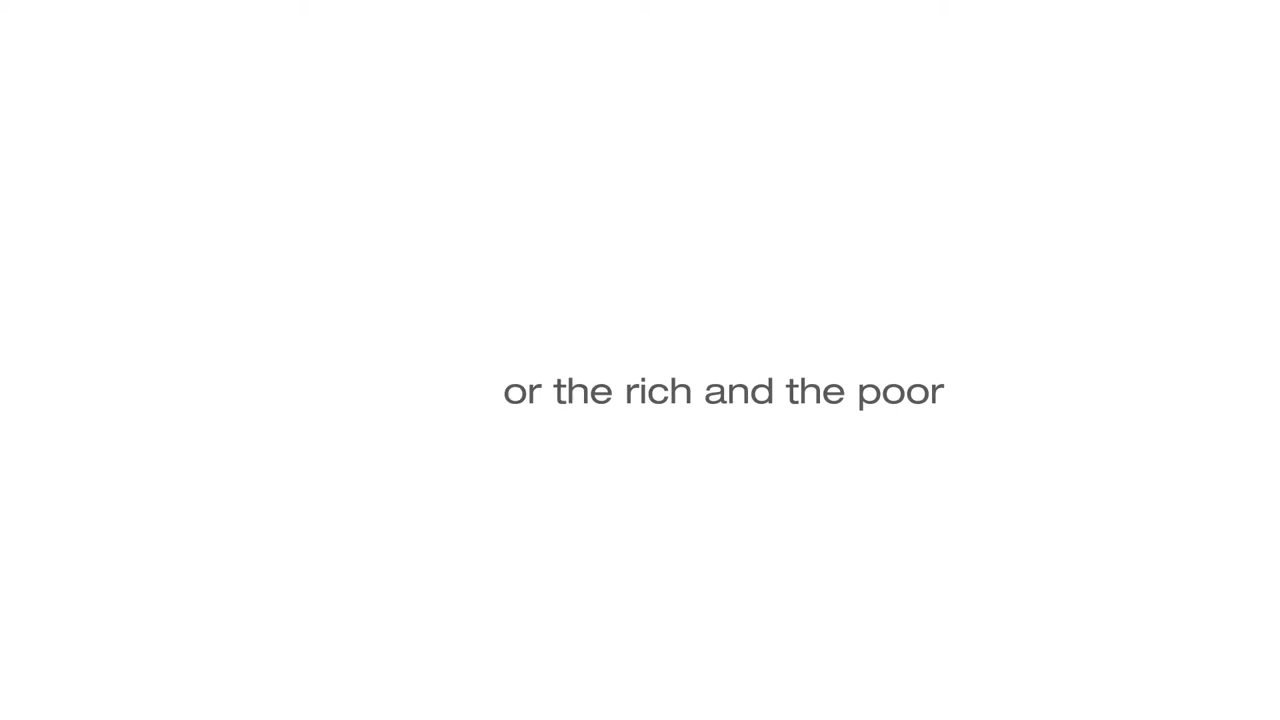 or the rich and the poor